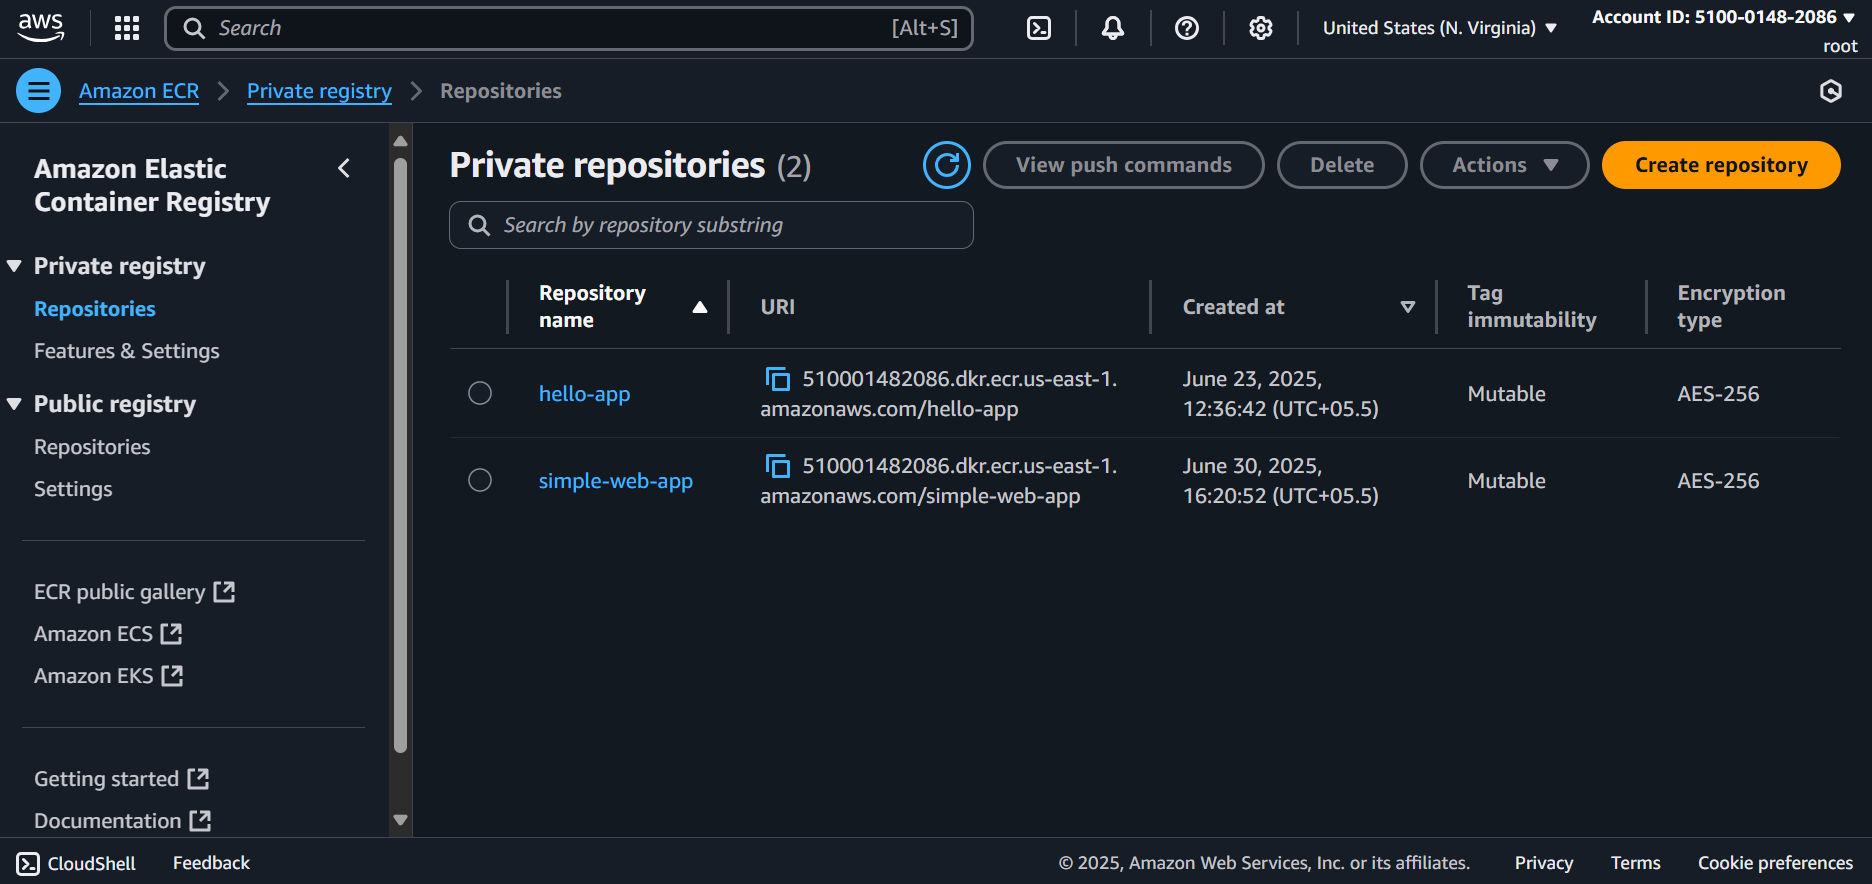 aws
Search [Alt+S]
United States (N. Virginia)
Account ID: 5100-0148-2086
root
Amazon ECR
Private registry
Repositories
Amazon Elastic
Container Registry
Private registry
Repositories
Features & Settings
Public registry
Repositories
Settings
ECR public gallery
Amazon ECS
Amazon EKS
Getting started
Documentation
Private repositories (2)
View push commands
Delete
Actions
Create repository
Search by repository substring
Repository
name
URI
Created at
Tag
immutability
Encryption
type
hello-app
510001482086.dkr.ecr.us-east-1.
amazonaws.com/hello-app
June 23, 2025,
12:36:42 (UTC+05.5)
Mutable
AES-256
simple-web-app
510001482086.dkr.ecr.us-east-1.
amazonaws.com/simple-web-app
June 30, 2025,
16:20:52 (UTC+05.5)
Mutable
AES-256
CloudShell
Feedback
© 2025, Amazon Web Services, Inc. or its affiliates.
Privacy
Terms
Cookie preferences